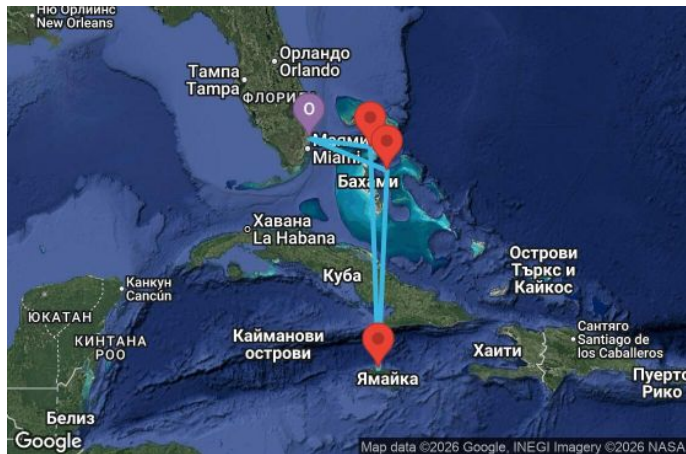 Ню Орлийнс
New Orleans
Орландо
Orlando
Тампа
Tampa
ФЛОРИДА
O
Маями
Miami
Бахами
Хавана
La Habana
Куба
Острови
Търкс и
Кайкос
Канкун
Cancún
ЮКАТАН
КИНТАНА
РОО
Кайманови
острови
Ямайка
Хаити
Сантяго
Santiago de
los Caballeros
Пуерто
Рико
Белиз
Google
Map data ©2026 Google, INEGI Imagery ©2026 NASA